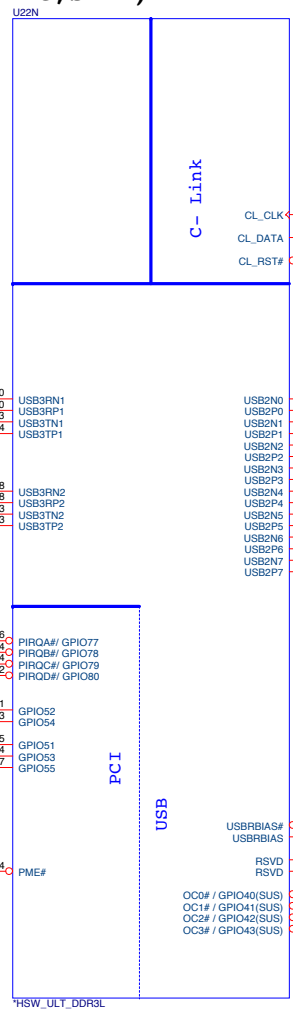 U22N
C- Link
CL_CLK
CL_DATA
CL_RST#
USB3RN1
USB3RP1
USB3TN1
USB3TP1
USB3RN2
USB3RP2
USB3TN2
USB3TP2
USB2N0
USB2P0
USB2N1
USB2P1
USB2N2
USB2P2
USB2N3
USB2P3
USB2N4
USB2P4
USB2N5
USB2P5
USB2N6
USB2P6
USB2N7
USB2P7
PIRQA#/ GPIO77
PIRQB#/ GPIO78
PIRQC#/ GPIO79
PIRQD#/ GPIO80
GPIO52
GPIO54
GPIO51
GPIO53
GPIO55
PCI
USB
PME#
USBRBIAS#
USBRBIAS
RSVD
RSVD
OC0# / GPIO40(SUS)
OC1# / GPIO41(SUS)
OC2# / GPIO42(SUS)
OC3# / GPIO43(SUS)
*HSW_ULT_DDR3L